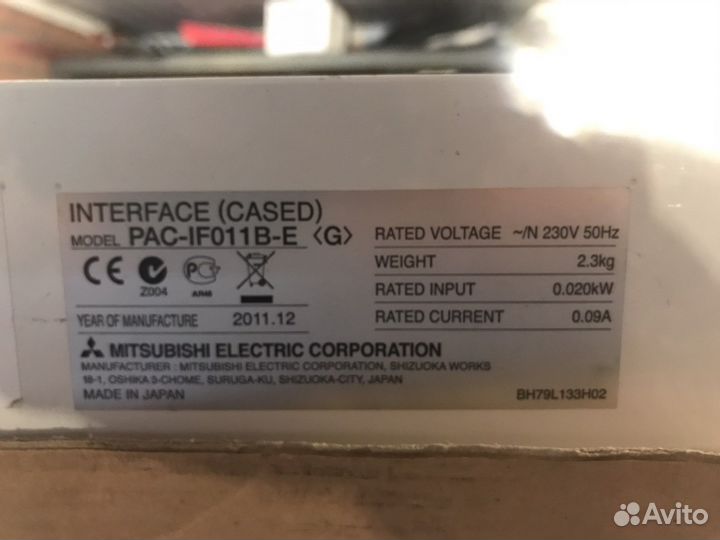 INTERFACE (CASED)
MODEL PAC-IF011B-E ⟨G⟩
RATED VOLTAGE ~/N 230V 50Hz
WEIGHT 2.3kg
RATED INPUT 0.020kW
RATED CURRENT 0.09A
CE
Z004
АЯ46
YEAR OF MANUFACTURE 2011.12
MITSUBISHI ELECTRIC CORPORATION
MANUFACTURER : MITSUBISHI ELECTRIC CORPORATION, SHIZUOKA WORKS
18-1, OSHIKA 3-CHOME, SURUGA-KU, SHIZUOKA-CITY, JAPAN
MADE IN JAPAN
BH79L133H02
Avito